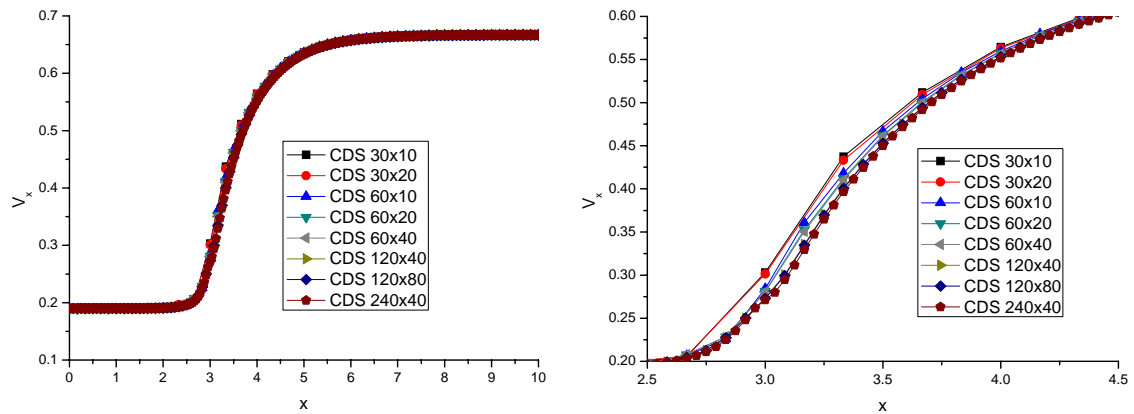 0.7
0.6
0.5
0.4
0.3
0.2
0.1
V_x
0 1 2 3 4 5 6 7 8 9 10
x
CDS 30x10
CDS 30x20
CDS 60x10
CDS 60x20
CDS 60x40
CDS 120x40
CDS 120x80
CDS 240x40
0.60
0.55
0.50
0.45
0.40
0.35
0.30
0.25
0.20
V_x
2.5 3.0 3.5 4.0 4.5
x
CDS 30x10
CDS 30x20
CDS 60x10
CDS 60x20
CDS 60x40
CDS 120x40
CDS 120x80
CDS 240x40